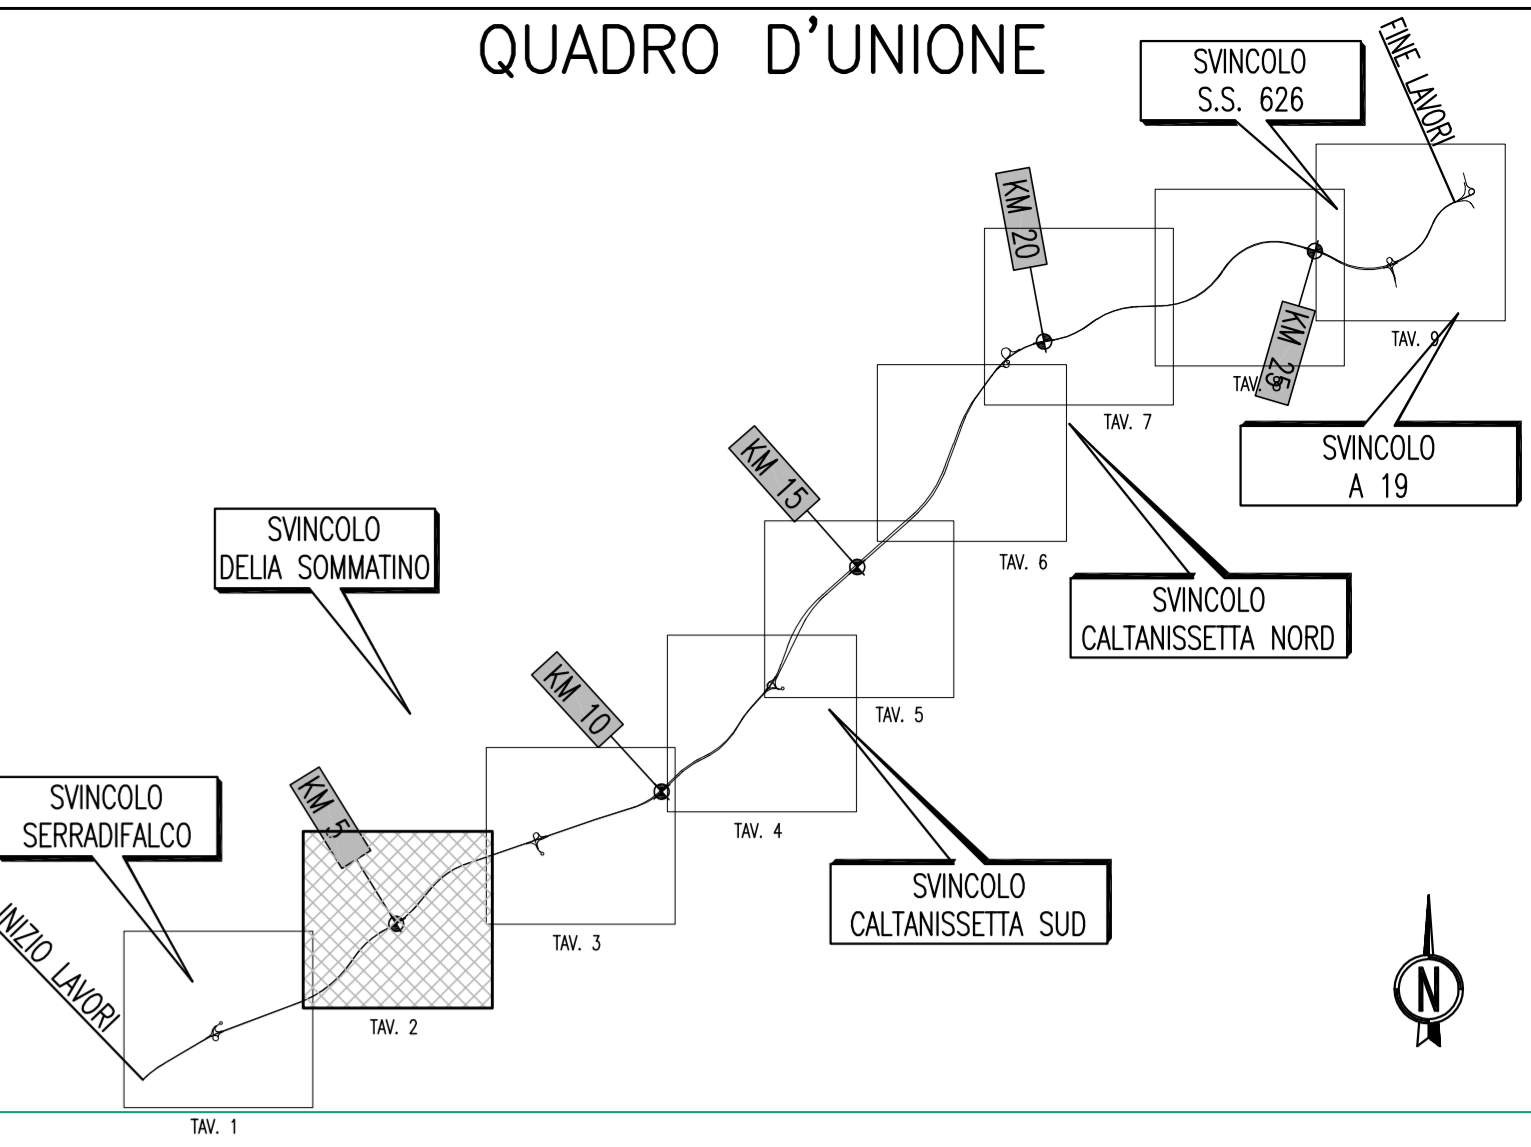 QUADRO D'UNIONE
SVINCOLO
S.S. 626
FINE LAVORI
KM 20
KM 25
TAV. 9
TAV. 8
TAV. 7
SVINCOLO
A 19
KM 15
SVINCOLO
DELIA SOMMATINO
TAV. 6
SVINCOLO
CALTANISSETTA NORD
KM 10
TAV. 5
SVINCOLO
SERRADIFALCO
KM 5
TAV. 4
SVINCOLO
CALTANISSETTA SUD
TAV. 3
INIZIO LAVORI
N
TAV. 2
TAV. 1